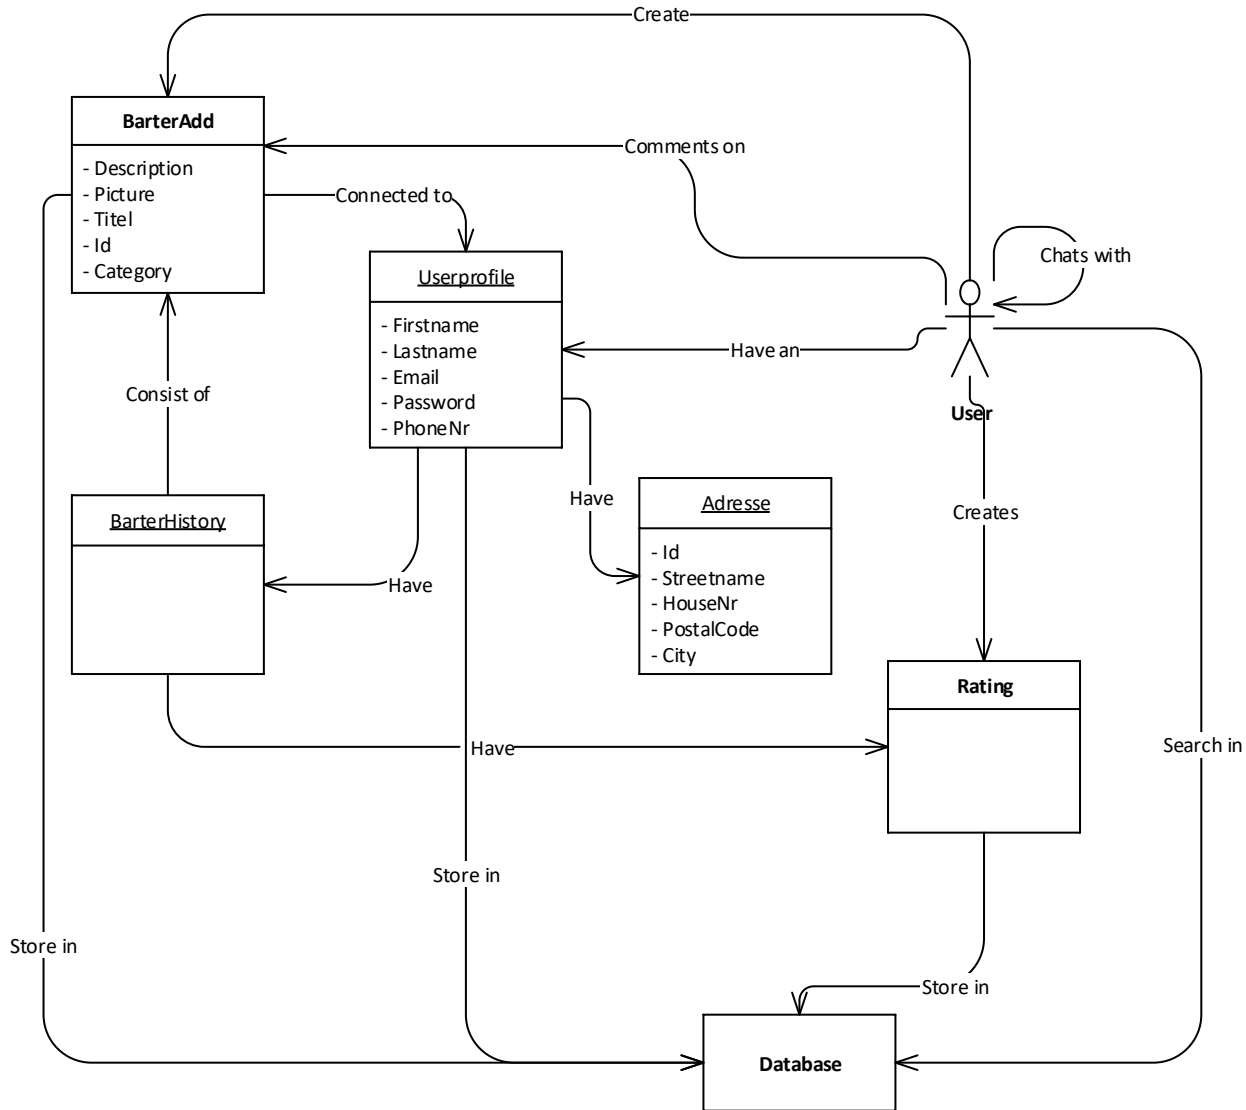 Create
BarterAdd
- Description
- Picture
- Titel
- Id
- Category
Comments on
Connected to
Userprofile
- Firstname
- Lastname
- Email
- Password
- PhoneNr
Chats with
Have an
User
Consist of
BarterHistory
Have
Have
Adresse
- Id
- Streetname
- HouseNr
- PostalCode
- City
Creates
Rating
Have
Search in
Store in
Store in
Store in
Database